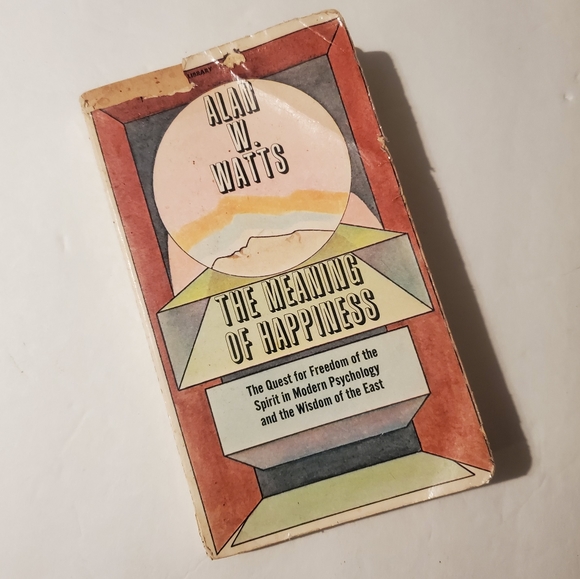 LIBRARY
ALAN
W.
WATTS
THE MEANING
OF HAPPINESS
The Quest for Freedom of the
Spirit in Modern Psychology
and the Wisdom of the East